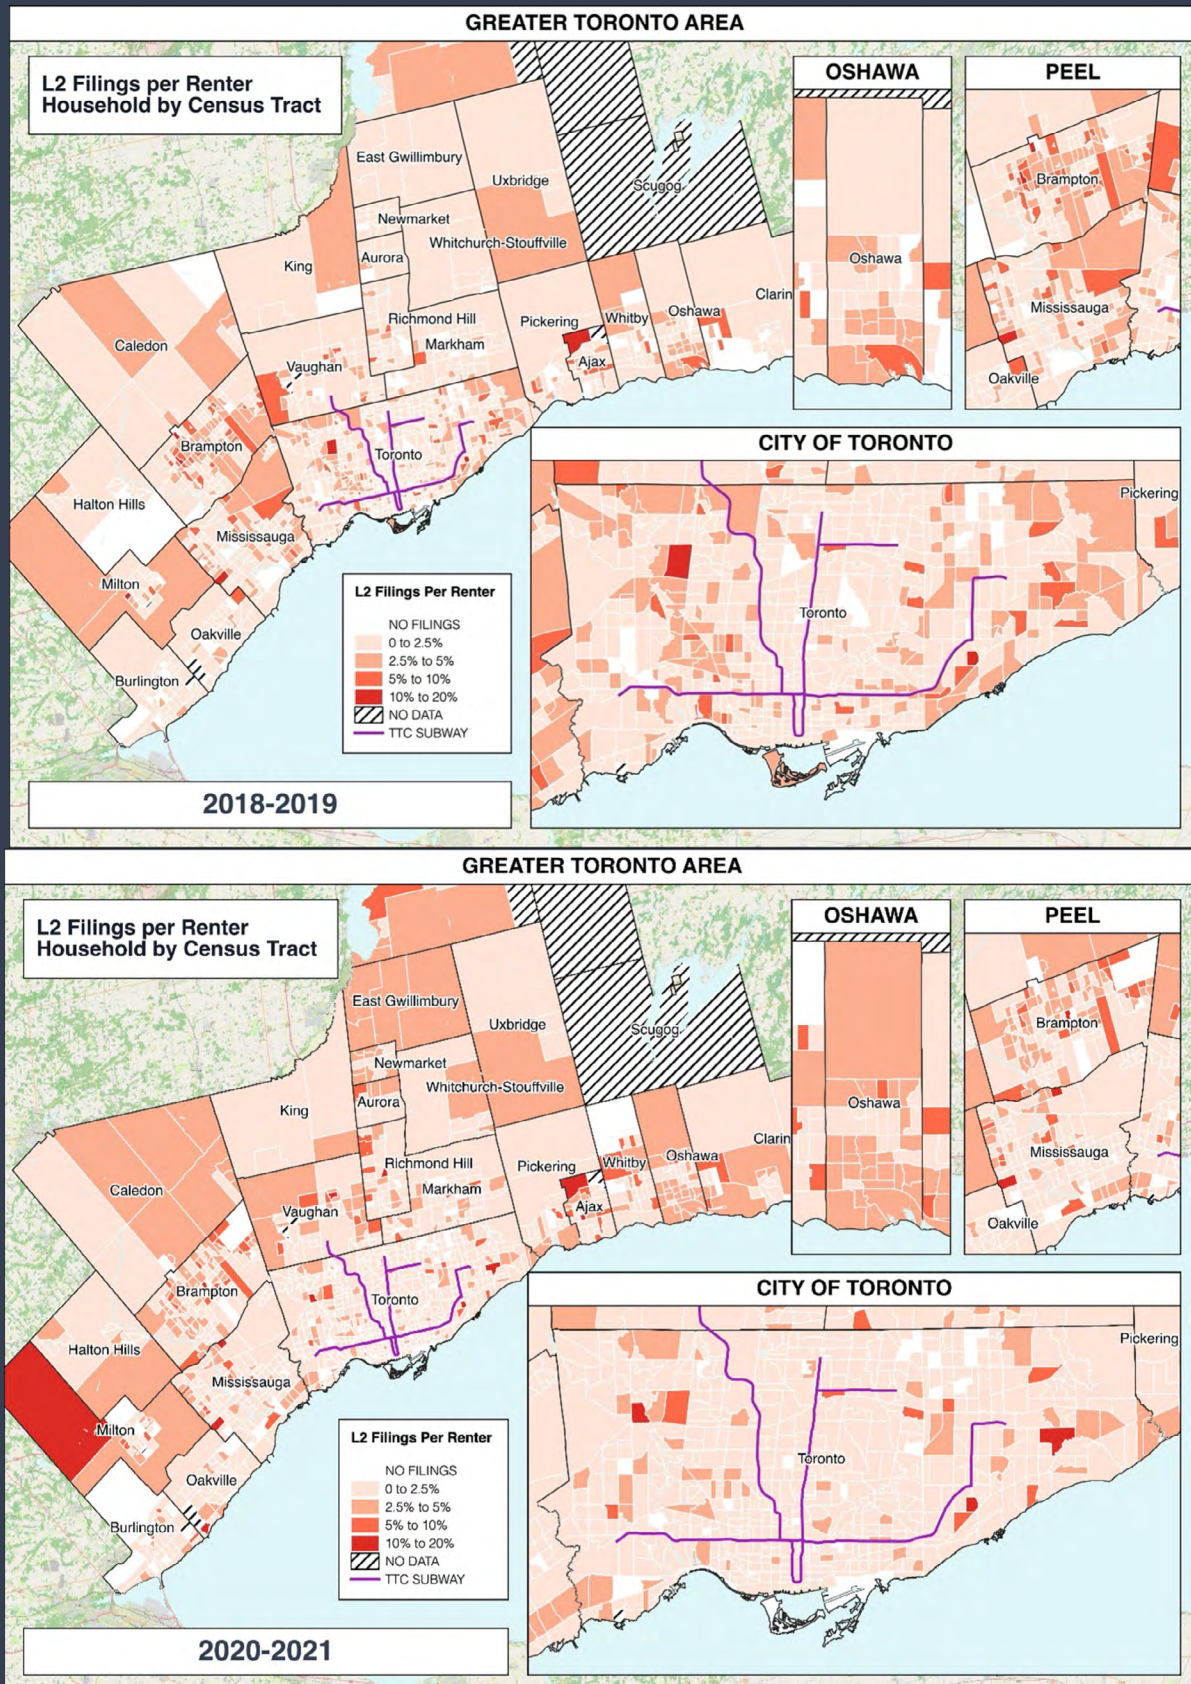 GREATER TORONTO AREA
L2 Filings per Renter
Household by Census Tract
OSHAWA
PEEL
East Gwillimbury
Uxbridge
Scugog
Newmarket
Whitchurch-Stouffville
Aurora
King
Richmond Hill
Markham
Pickering
Whitby
Oshawa
Clarin
Ajax
Vaughan
Caledon
Brampton
Toronto
Halton Hills
Mississauga
Milton
Oakville
Burlington
Oshawa
Brampton
Mississauga
Oakville
CITY OF TORONTO
Pickering
Toronto
L2 Filings Per Renter
NO FILINGS
0 to 2.5%
2.5% to 5%
5% to 10%
10% to 20%
NO DATA
TTC SUBWAY
2018-2019
GREATER TORONTO AREA
L2 Filings per Renter
Household by Census Tract
OSHAWA
PEEL
East Gwillimbury
Uxbridge
Scugog
Newmarket
Whitchurch-Stouffville
Aurora
King
Richmond Hill
Markham
Pickering
Whitby
Oshawa
Clarin
Ajax
Vaughan
Caledon
Brampton
Toronto
Halton Hills
Mississauga
Milton
Oakville
Burlington
Oshawa
Brampton
Mississauga
Oakville
CITY OF TORONTO
Pickering
Toronto
L2 Filings Per Renter
NO FILINGS
0 to 2.5%
2.5% to 5%
5% to 10%
10% to 20%
NO DATA
TTC SUBWAY
2020-2021